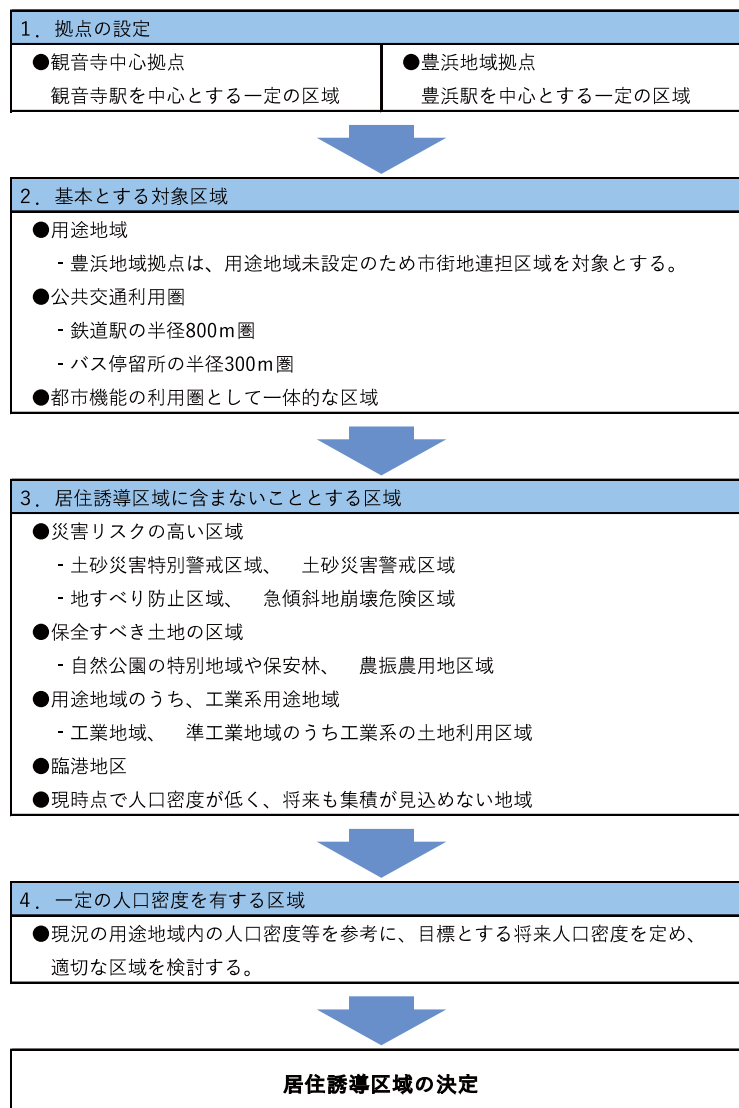 1．拠点の設定
●観音寺中心拠点
観音寺駅を中心とする一定の区域
●豊浜地域拠点
豊浜駅を中心とする一定の区域
2．基本とする対象区域
●用途地域
- 豊浜地域拠点は、用途地域未設定のため市街地連担区域を対象とする。
●公共交通利用圏
- 鉄道駅の半径800ｍ圏
- バス停留所の半径300ｍ圏
●都市機能の利用圏として一体的な区域
3．居住誘導区域に含まないこととする区域
●災害リスクの高い区域
- 土砂災害特別警戒区域、　土砂災害警戒区域
- 地すべり防止区域、　急傾斜地崩壊危険区域
●保全すべき土地の区域
- 自然公園の特別地域や保安林、　農振農用地区域
●用途地域のうち、工業系用途地域
- 工業地域、　準工業地域のうち工業系の土地利用区域
●臨港地区
●現時点で人口密度が低く、将来も集積が見込めない地域
4．一定の人口密度を有する区域
●現況の用途地域内の人口密度等を参考に、目標とする将来人口密度を定め、
適切な区域を検討する。
居住誘導区域の決定